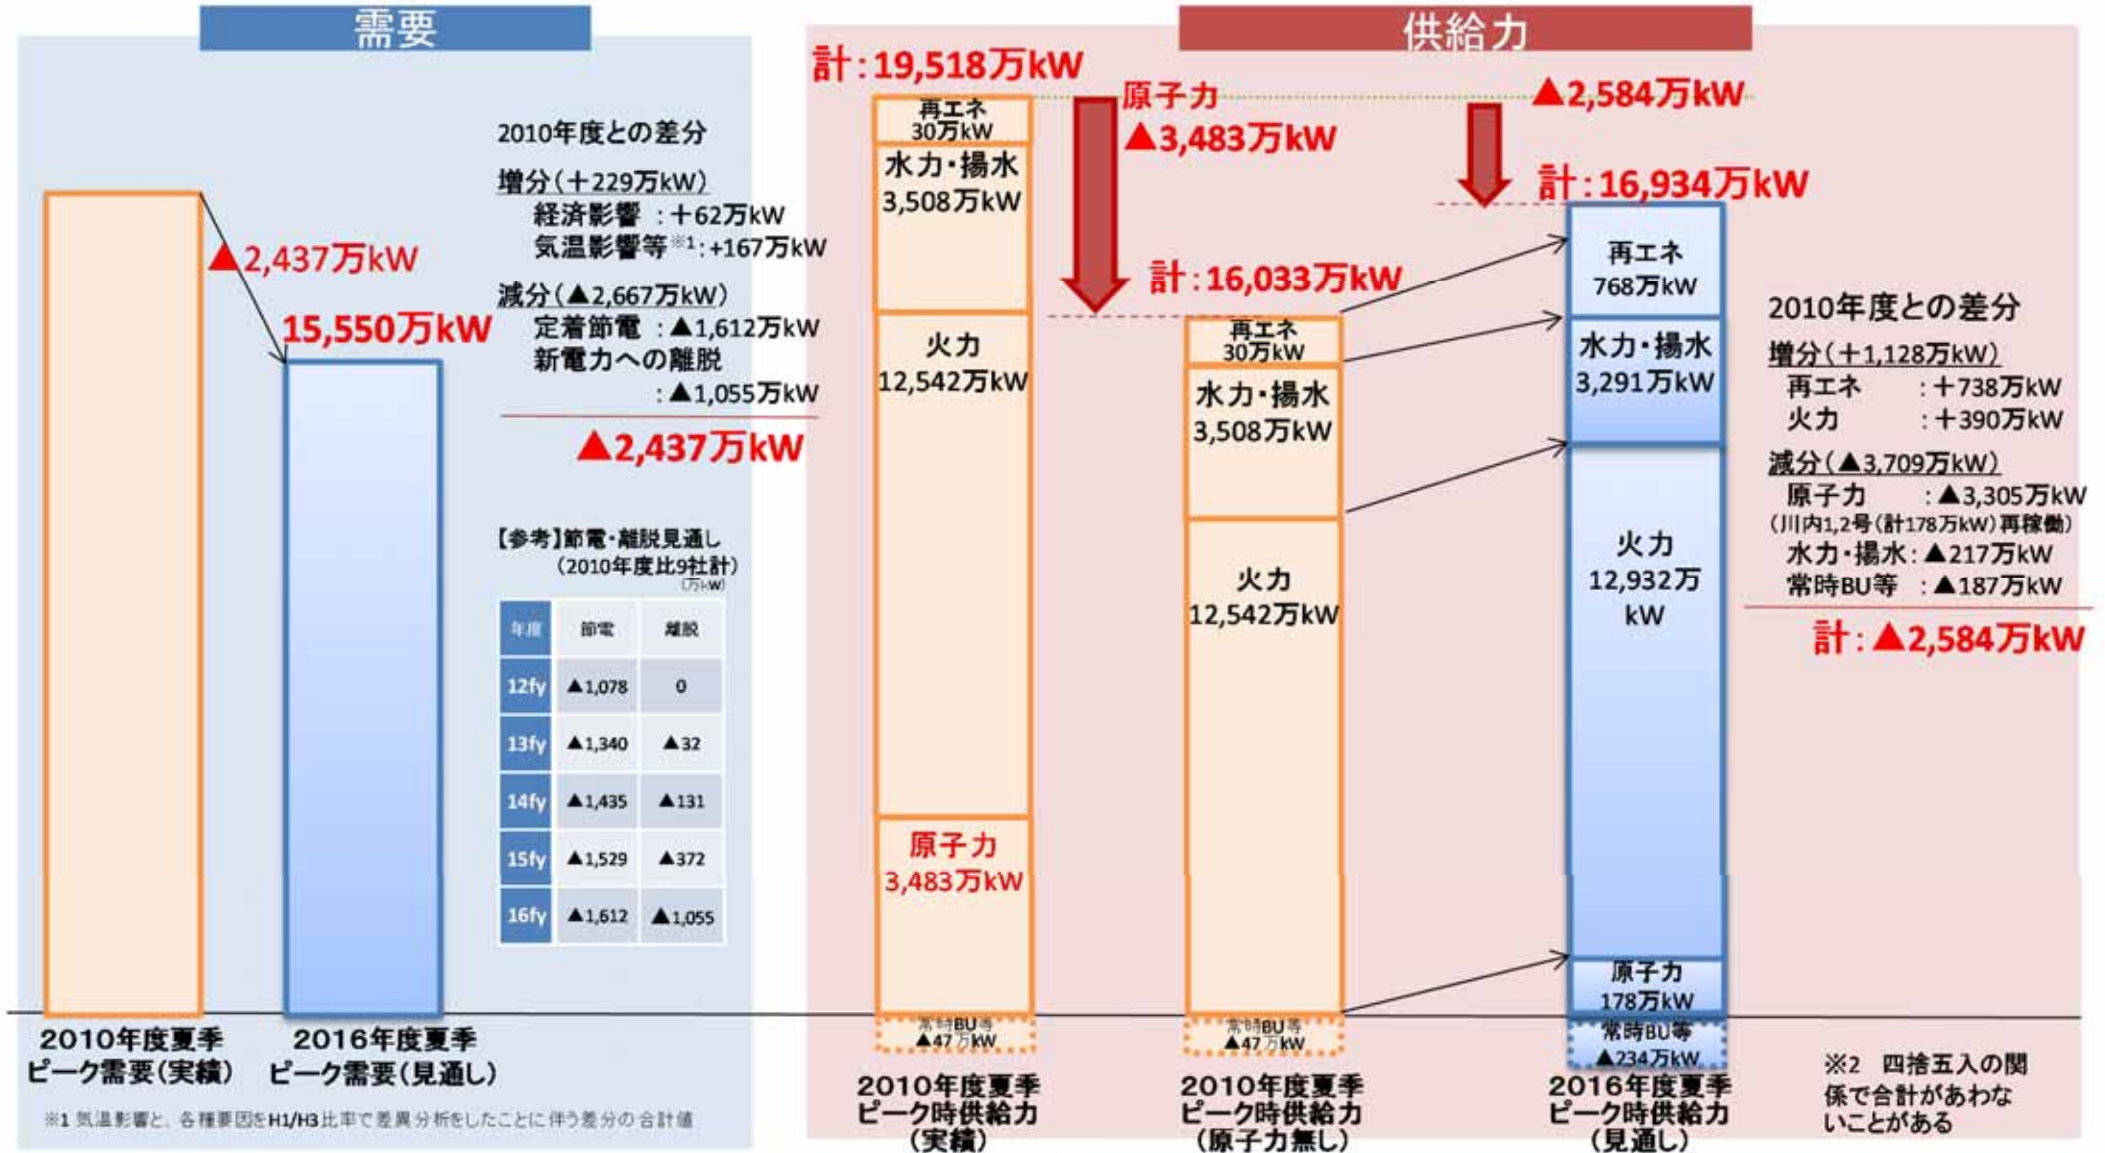 需要
▲2,437万kW
15,550万kW
2010年度との差分
増分(＋229万kW)
経済影響 :＋62万kW
気温影響等※1:+167万kW
減分(▲2,667万kW)
定着節電 :▲1,612万kW
新電力への離脱
:▲1,055万kW
▲2,437万kW
【参考】節電・離脱見通し
(2010年度比9社計)
(万kW)
年度 節電 離脱
12fy ▲1,078 0
13fy ▲1,340 ▲32
14fy ▲1,435 ▲131
15fy ▲1,529 ▲372
16fy ▲1,612 ▲1,055
2010年度夏季
ピーク需要(実績)
2016年度夏季
ピーク需要(見通し)
※1 気温影響と、各種要因をH1/H3比率で差異分析をしたことに伴う差分の合計値
供給力
計:19,518万kW
再エネ
30万kW
水力・揚水
3,508万kW
火力
12,542万kW
原子力
3,483万kW
常時BU等
▲47万kW
2010年度夏季
ピーク時供給力
(実績)
原子力
▲3,483万kW
計:16,033万kW
再エネ
30万kW
水力・揚水
3,508万kW
火力
12,542万kW
常時BU等
▲47万kW
2010年度夏季
ピーク時供給力
(原子力無し)
▲2,584万kW
計:16,934万kW
再エネ
768万kW
水力・揚水
3,291万kW
火力
12,932万
kW
原子力
178万kW
常時BU等
▲234万kW
2016年度夏季
ピーク時供給力
(見通し)
2010年度との差分
増分(＋1,128万kW)
再エネ :＋738万kW
火力 :＋390万kW
減分(▲3,709万kW)
原子力 :▲3,305万kW
(川内1,2号(計178万kW)再稼働)
水力・揚水:▲217万kW
常時BU等 :▲187万kW
計:▲2,584万kW
※2 四捨五入の関
係で合計があわな
いことがある